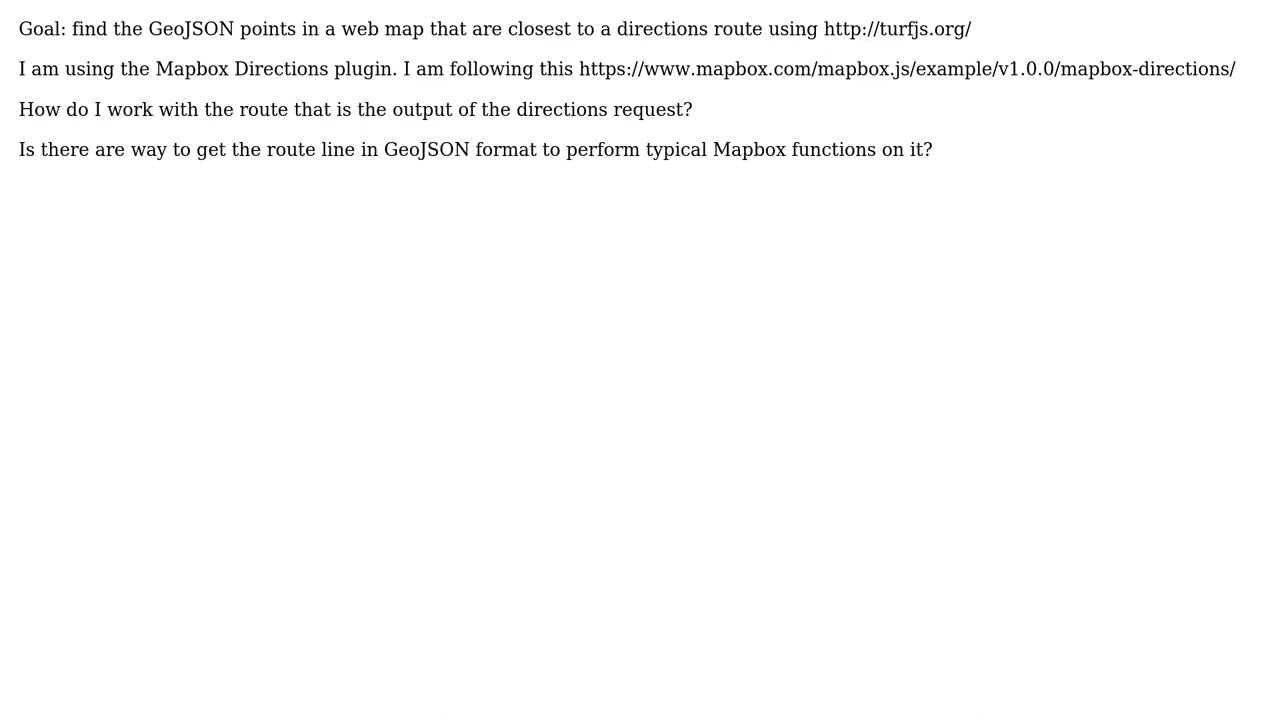 Goal: find the GeoJSON points in a web map that are closest to a directions route using http://turfjs.org/
I am using the Mapbox Directions plugin. I am following this https://www.mapbox.com/mapbox.js/example/v1.0.0/mapbox-directions/
How do I work with the route that is the output of the directions request?
Is there are way to get the route line in GeoJSON format to perform typical Mapbox functions on it?